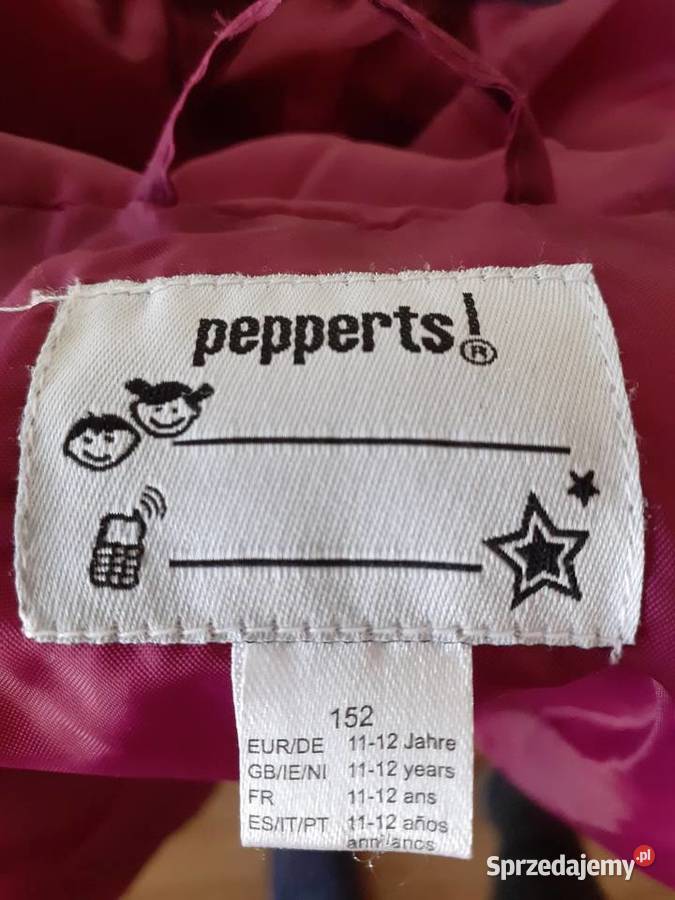 pepperts!®
152
EUR/DE 11-12 Jahre
GB/IE/NI 11-12 years
FR 11-12 ans
ES/IT/PT 11-12 años
Sprzedajemy.pl